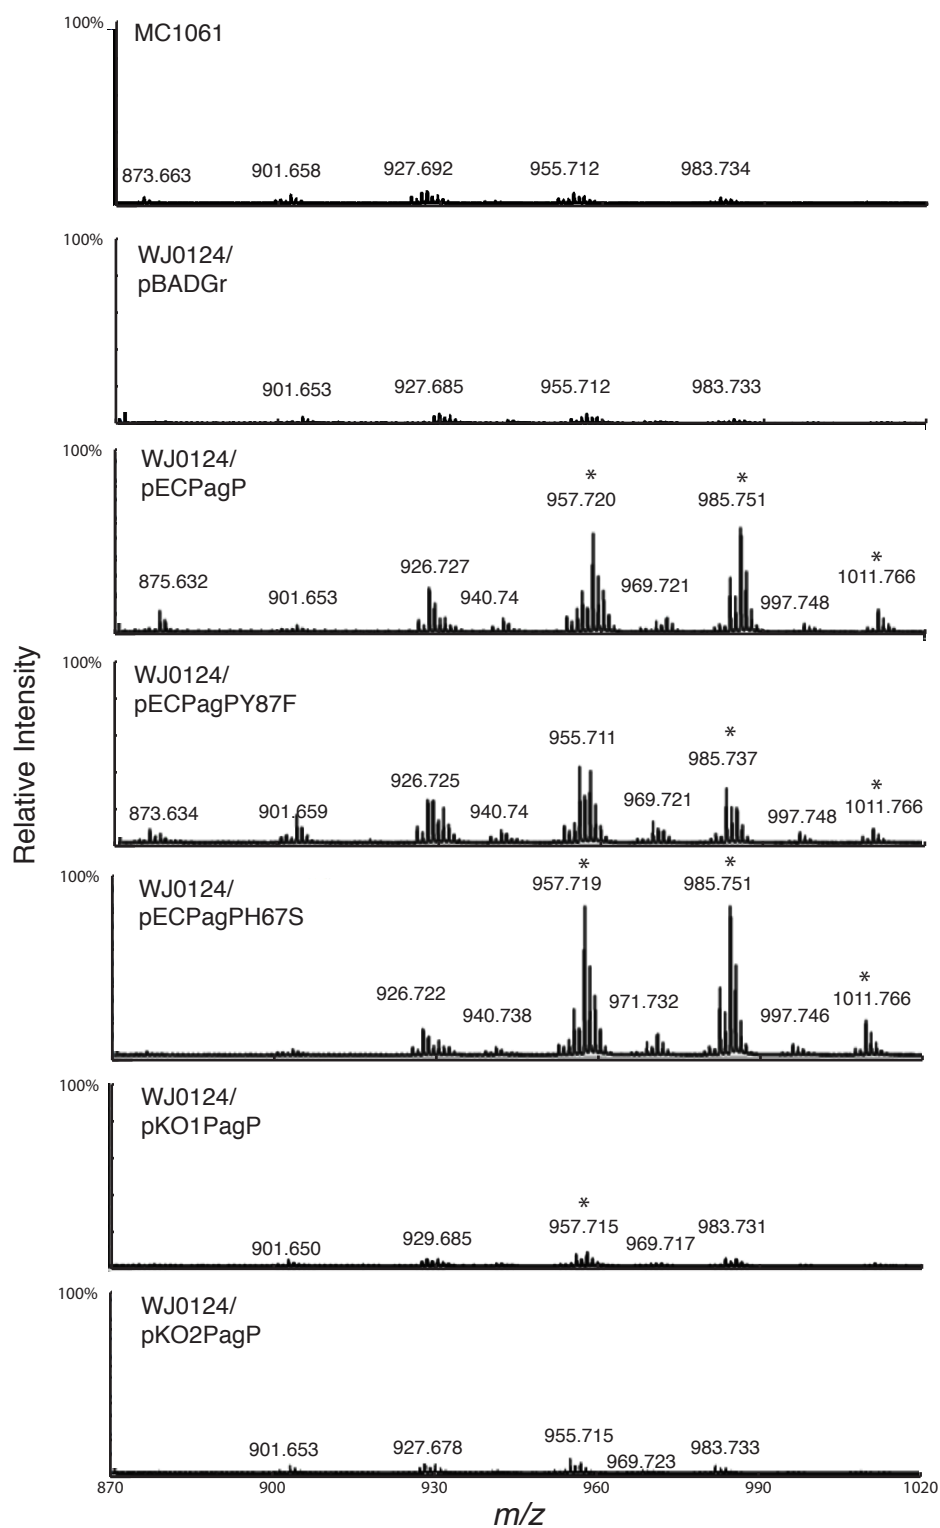 100%
MC1061
873.663 901.658 927.692 955.712 983.734
100%
WJ0124/
pBADGr
901.653 927.685 955.712 983.733
100%
WJ0124/
pECPagP
* * *
875.632 901.653 926.727 940.74 957.720 969.721 985.751 997.748 1011.766
100%
WJ0124/
pECPagPY87F
* *
873.634 901.659 926.725 940.74 955.711 969.721 985.737 997.748 1011.766
100%
WJ0124/
pECPagPH67S
* * *
926.722 940.738 957.719 971.732 985.751 997.746 1011.766
100%
WJ0124/
pKO1PagP
*
901.650 929.685 957.715 969.717 983.731
100%
WJ0124/
pKO2PagP
901.653 927.678 955.715 969.723 983.733
870 900 930 960 990 1020
m/z
Relative Intensity